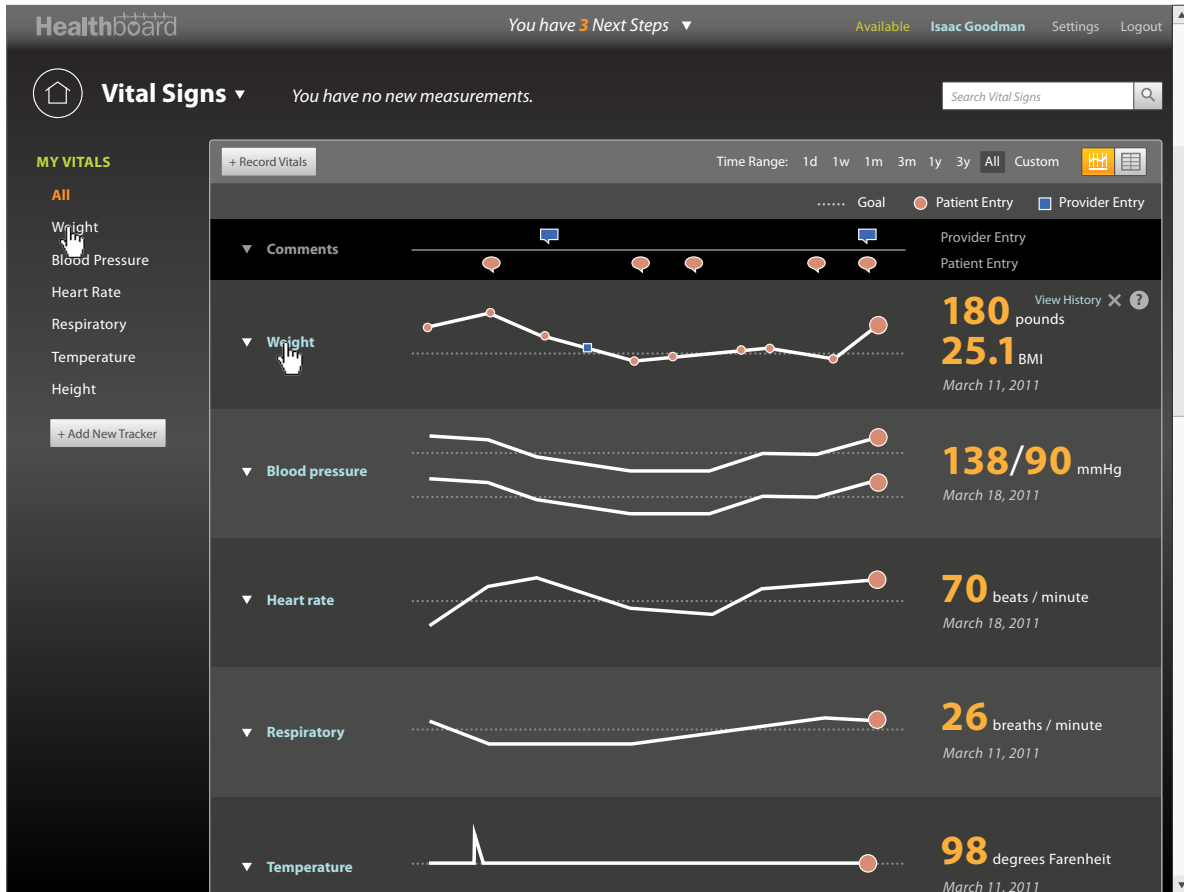 Healthboard
You have 3 Next Steps ▼
Available Isaac Goodman Settings Logout
Vital Signs ▾
You have no new measurements.
Search Vital Signs
MY VITALS
All
Weight
Blood Pressure
Heart Rate
Respiratory
Temperature
Height
+ Add New Tracker
+ Record Vitals
Time Range: 1d 1w 1m 3m 1y 3y All Custom
Goal Patient Entry Provider Entry
Comments
Provider Entry
Patient Entry
Weight
View History ?
180 pounds
25.1 BMI
March 11, 2011
Blood pressure
138/90 mmHg
March 18, 2011
Heart rate
70 beats / minute
March 18, 2011
Respiratory
26 breaths / minute
March 11, 2011
Temperature
98 degrees Farenheit
March 11, 2011